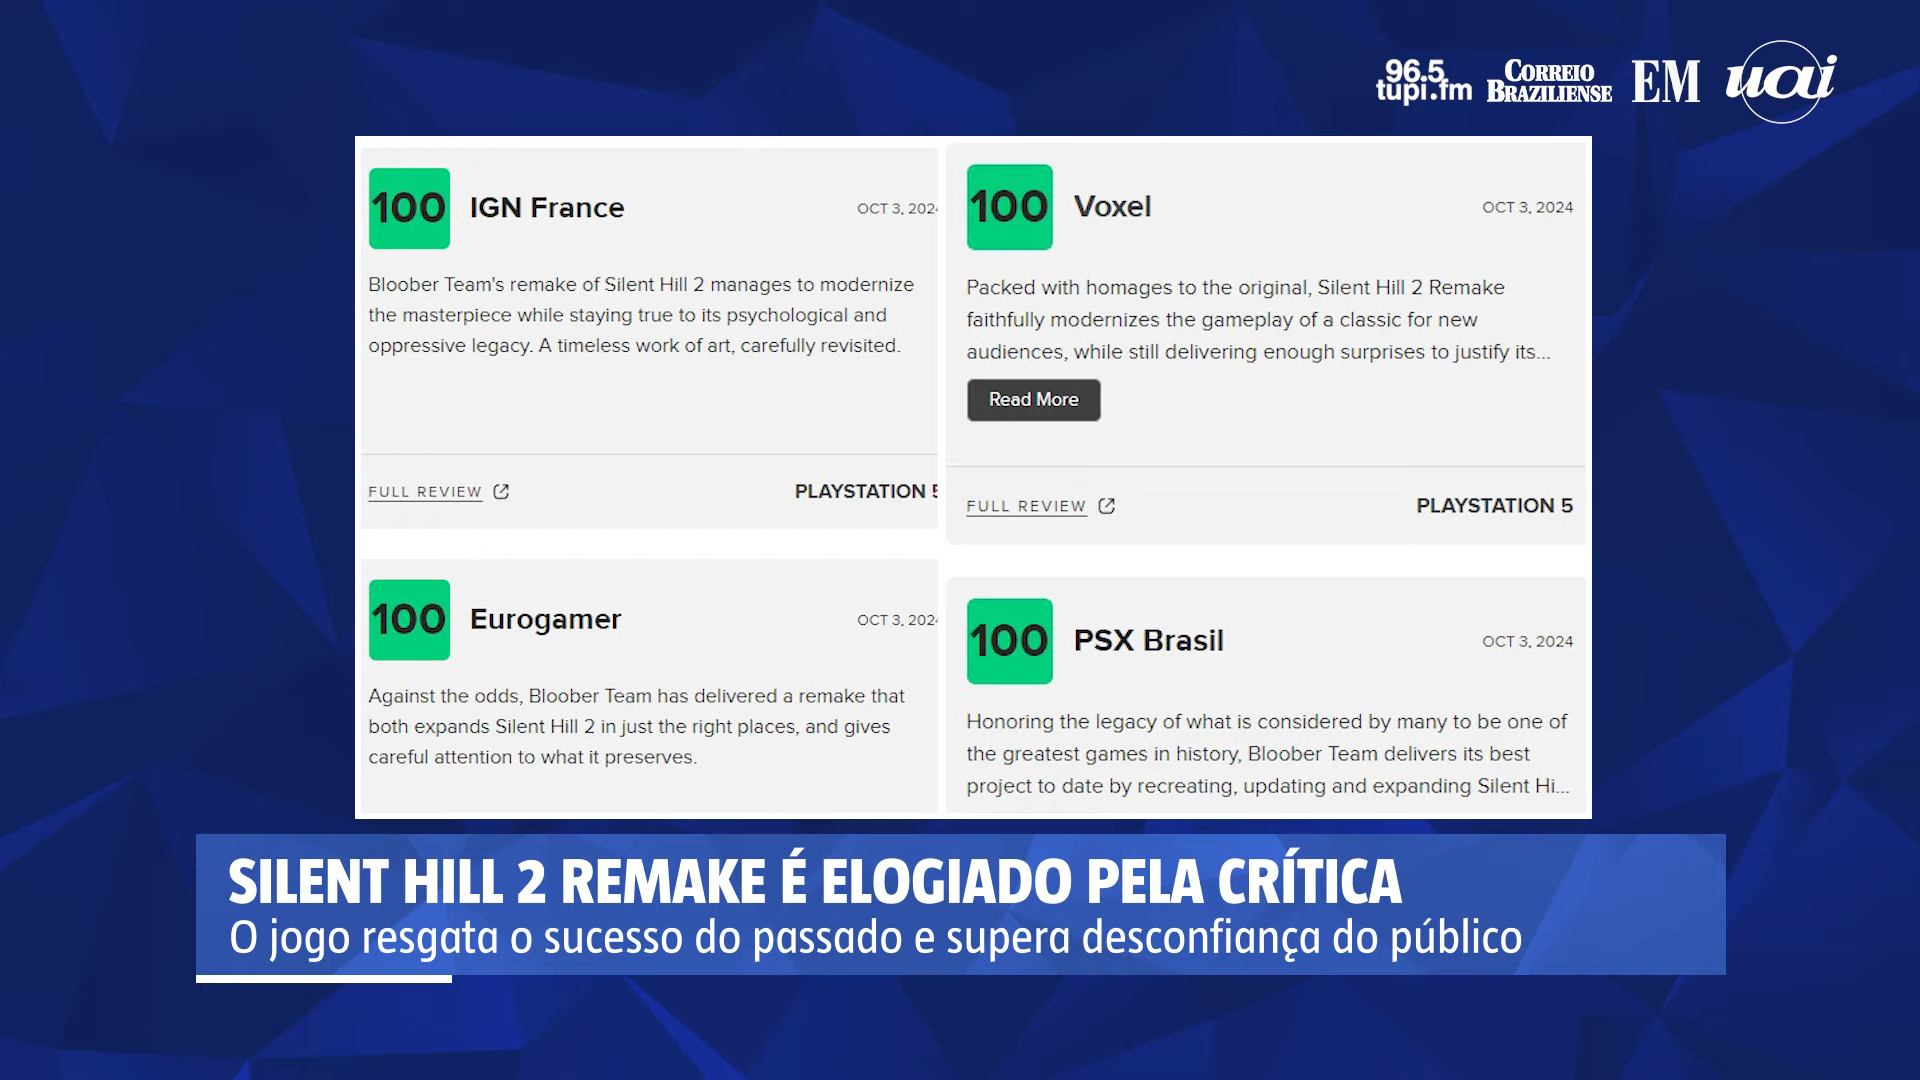 96.5
tupi.fm
CORREIO
BRAZILIENSE
EM
uai
100 IGN France OCT 3, 2024
Bloober Team's remake of Silent Hill 2 manages to modernize
the masterpiece while staying true to its psychological and
oppressive legacy. A timeless work of art, carefully revisited.
FULL REVIEW PLAYSTATION 5
100 Voxel OCT 3, 2024
Packed with homages to the original, Silent Hill 2 Remake
faithfully modernizes the gameplay of a classic for new
audiences, while still delivering enough surprises to justify its...
Read More
FULL REVIEW PLAYSTATION 5
100 Eurogamer OCT 3, 2024
Against the odds, Bloober Team has delivered a remake that
both expands Silent Hill 2 in just the right places, and gives
careful attention to what it preserves.
100 PSX Brasil OCT 3, 2024
Honoring the legacy of what is considered by many to be one of
the greatest games in history, Bloober Team delivers its best
project to date by recreating, updating and expanding Silent Hi...
SILENT HILL 2 REMAKE É ELOGIADO PELA CRÍTICA
O jogo resgata o sucesso do passado e supera desconfiança do público